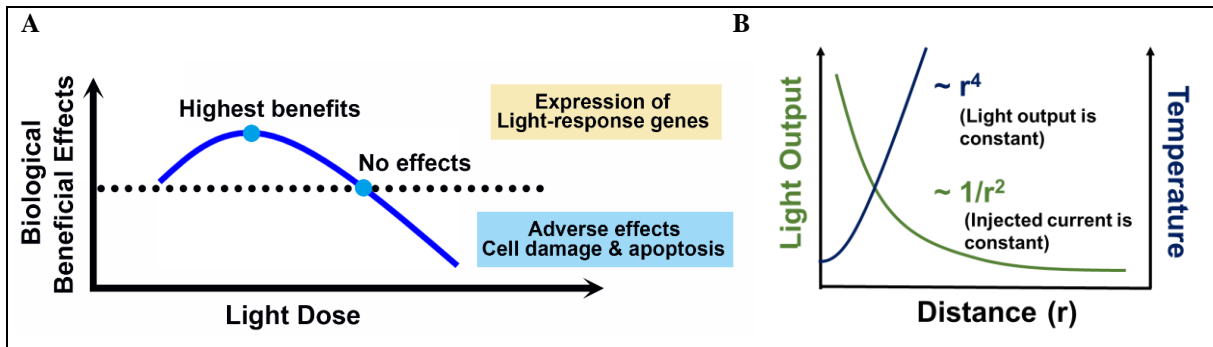 A
Biological
Beneficial Effects
Highest benefits
No effects
Expression of
Light-response genes
Adverse effects
Cell damage & apoptosis
Light Dose
B
Light Output
~ r⁴
(Light output is
constant)
~ 1/r²
(Injected current is
constant)
Temperature
Distance (r)